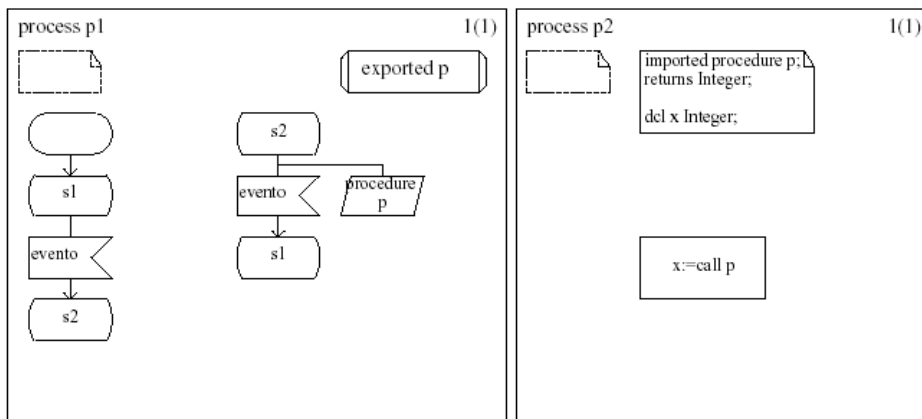 process p1
1(1)
exported p
s1
evento
s2
s2
evento
procedure
p
s1
process p2
1(1)
imported procedure p;
returns Integer;
dcl x Integer;
x:=call p